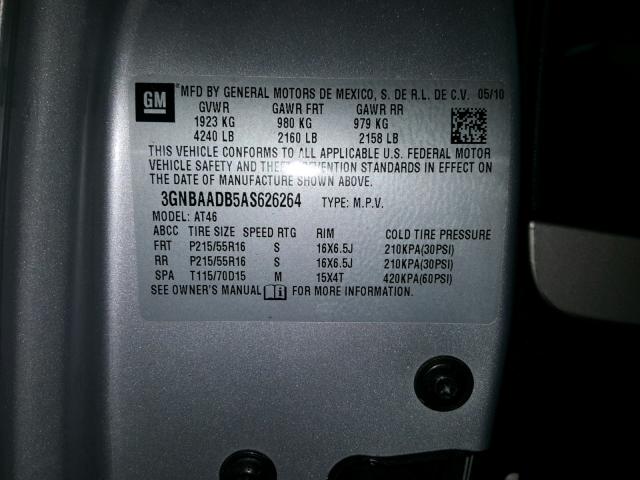 GM ® MFD BY GENERAL MOTORS DE MEXICO, S. DE R.L. DE C.V. 05/10
GVWR GAWR FRT GAWR RR
1923 KG 980 KG 979 KG
4240 LB 2160 LB 2158 LB
THIS VEHICLE CONFORMS TO ALL APPLICABLE U.S. FEDERAL MOTOR
VEHICLE SAFETY AND THEFT PREVENTION STANDARDS IN EFFECT ON
THE DATE OF MANUFACTURE SHOWN ABOVE.
3GNBAADB5AS626264 TYPE: M.P.V.
MODEL: AT46
ABCC TIRE SIZE SPEED RTG RIM COLD TIRE PRESSURE
FRT P215/55R16 S 16X6.5J 210KPA(30PSI)
RR P215/55R16 S 16X6.5J 210KPA(30PSI)
SPA T115/70D15 M 15X4T 420KPA(60PSI)
SEE OWNER'S MANUAL i FOR MORE INFORMATION.